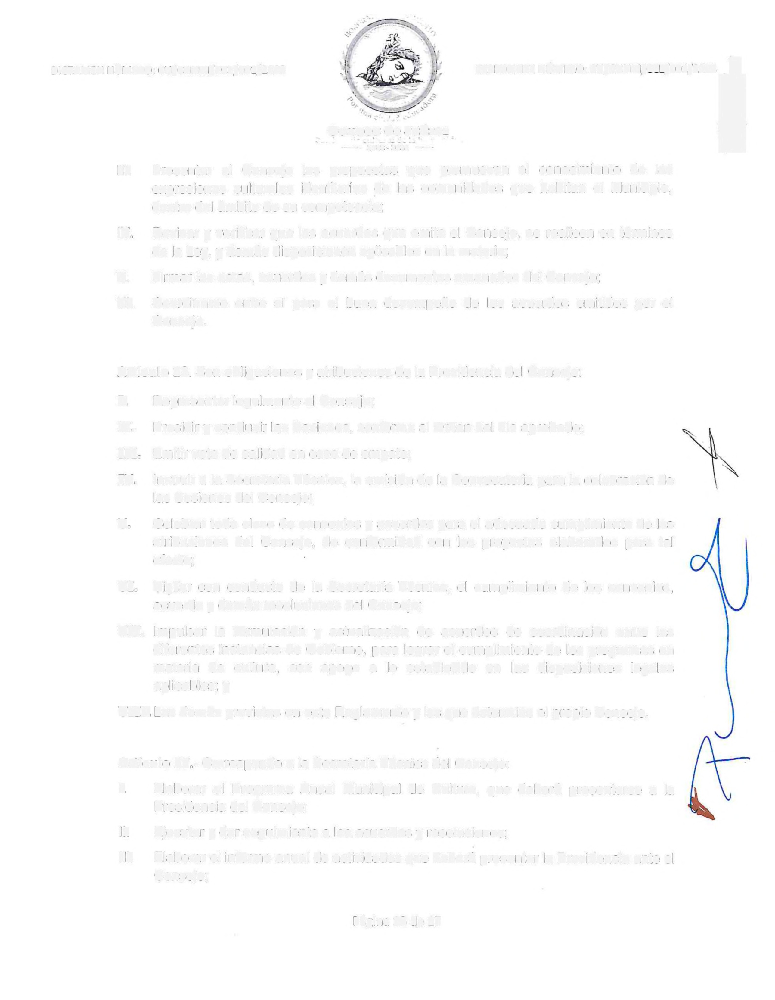 Por una ciudad educadora
Oaxaca de Juárez
III. Presentar al Consejo las propuestas que promuevan el conocimiento de las
expresiones culturales identitarias de las comunidades que habitan el Municipio,
dentro del ámbito de su competencia;
IV. Revisar y verificar que los acuerdos que emita el Consejo, se realicen en términos
de la Ley, y demás disposiciones aplicables en la materia;
V. Firmar las actas, acuerdos y demás documentos emanados del Consejo;
VI. Coordinarse entre sí para el buen desempeño de los acuerdos emitidos por el
Consejo.
Son obligaciones y atribuciones de la Presidencia del Consejo:
I. Representar legalmente al Consejo;
II. Presidir y conducir las Sesiones, conforme al Orden del día aprobado;
III. Emitir voto de calidad en caso de empate;
IV. Instruir a la Secretaría Técnica, la emisión de la Convocatoria para la celebración de
las Sesiones del Consejo;
V. Celebrar toda clase de convenios y acuerdos para el adecuado cumplimiento de las
atribuciones del Consejo, de conformidad con los proyectos elaborados para tal
efecto;
VI. Vigilar con conducto de la Secretaría Técnica, el cumplimiento de los convenios,
acuerdo y demás resoluciones del Consejo;
VII. Impulsar la formulación y actualización de acuerdos de coordinación entre las
diferentes instancias de Gobierno, para lograr el cumplimiento de los programas en
materia de cultura, con apego a lo establecido en las disposiciones legales
aplicables; y
VIII. Las demás previstas en este Reglamento y las que determine el propio Consejo.
Artículo 27.- Corresponde a la Secretaría Técnica del Consejo:
I. Elaborar el Programa Anual Municipal de Cultura, que deberá presentarse a la
Presidencia del Consejo;
II. Ejecutar y dar seguimiento a los acuerdos y resoluciones;
III. Elaborar el informe anual de actividades que deberá presentar la Presidencia ante el
Consejo;